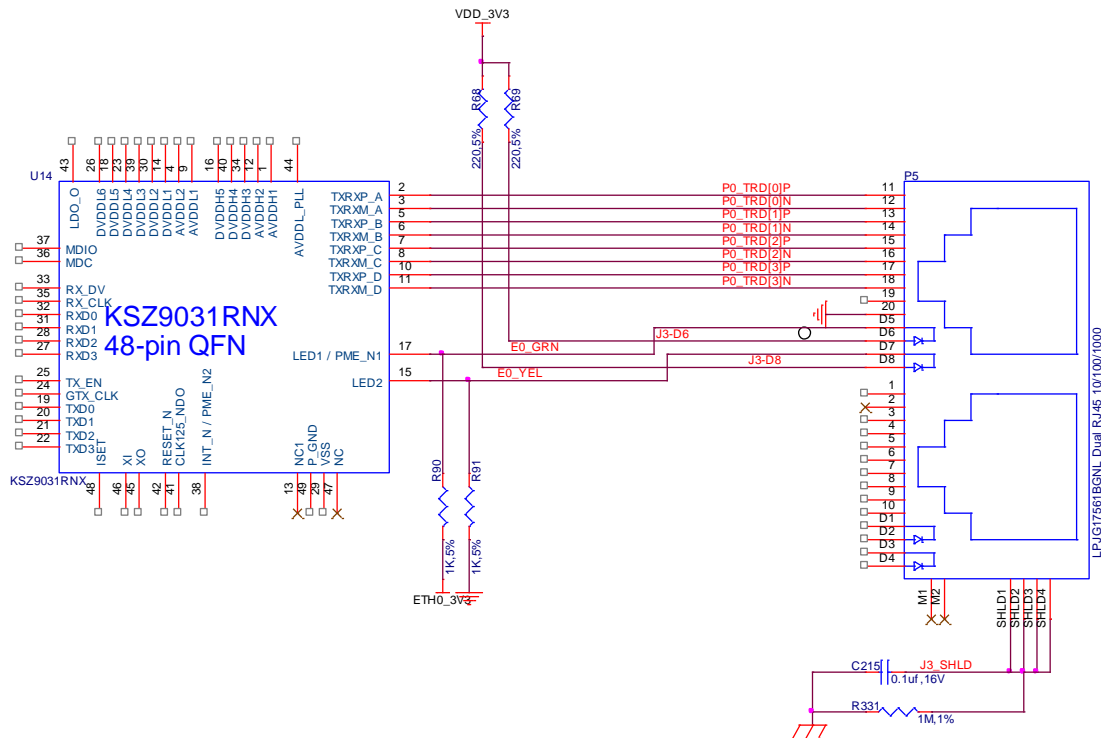 VDD_3V3
R68
R69
220,5%
220,5%
U14
43
26
18
23
39
30
14
4
9
16
40
34
12
1
44
LDO_O
DVDDL6
DVDDL5
DVDDL4
DVDDL3
DVDDL2
DVDDL1
AVDDL2
AVDDL1
DVDDH5
DVDDH4
DVDDH3
AVDDH2
AVDDH1
AVDDL_PLL
37 MDIO
36 MDC
33 RX_DV
35 RX_CLK
32 RXD0
31 RXD1
28 RXD2
27 RXD3
25 TX_EN
24 GTX_CLK
19 TXD0
20 TXD1
21 TXD2
22 TXD3
KSZ9031RNX
48-pin QFN
TXRXP_A 2
TXRXM_A 3
TXRXP_B 5
TXRXM_B 6
TXRXP_C 7
TXRXM_C 8
TXRXP_D 10
TXRXM_D 11
LED1 / PME_N1 17
LED2 15
ISET
XI
XO
RESET_N
CLK125_NDO
INT_N / PME_N2
NC1
P_GND
VSS
NC
48
46
45
42
41
38
13
49
29
47
KSZ9031RNX
P0_TRD[0]P
P0_TRD[0]N
P0_TRD[1]P
P0_TRD[1]N
P0_TRD[2]P
P0_TRD[2]N
P0_TRD[3]P
P0_TRD[3]N
J3-D6
E0_GRN
J3-D8
E0_YEL
R90
R91
1K,5%
1K,5%
ETH0_3V3
P5
11
12
13
14
15
16
17
18
19
20
D5
D6
D7
D8
1
2
3
4
5
6
7
8
9
10
D1
D2
D3
D4
LPJG17561BGNL Dual RJ45 10/100/1000
M1
M2
SHLD1
SHLD2
SHLD3
SHLD4
C215
J3_SHLD
0.1uf,16V
R331
1M,1%